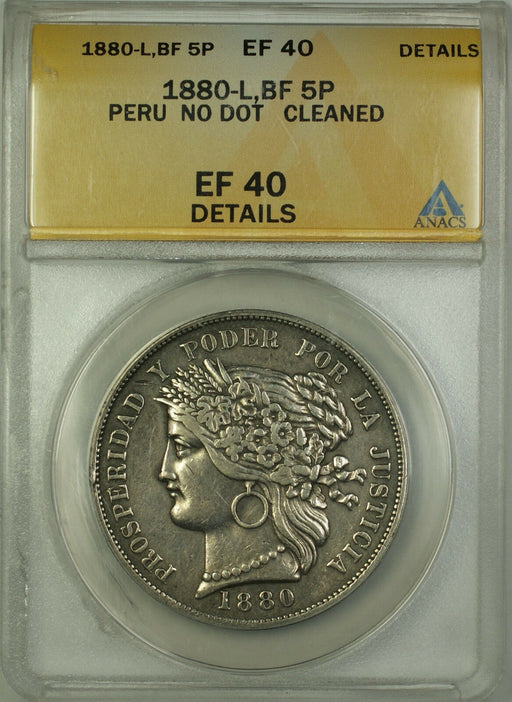 1880-L,BF 5P EF 40 DETAILS
1880-L,BF 5P
PERU NO DOT CLEANED
EF 40
DETAILS
ANACS
PROSPERIDAD Y PODER POR LA JUSTICIA
1880